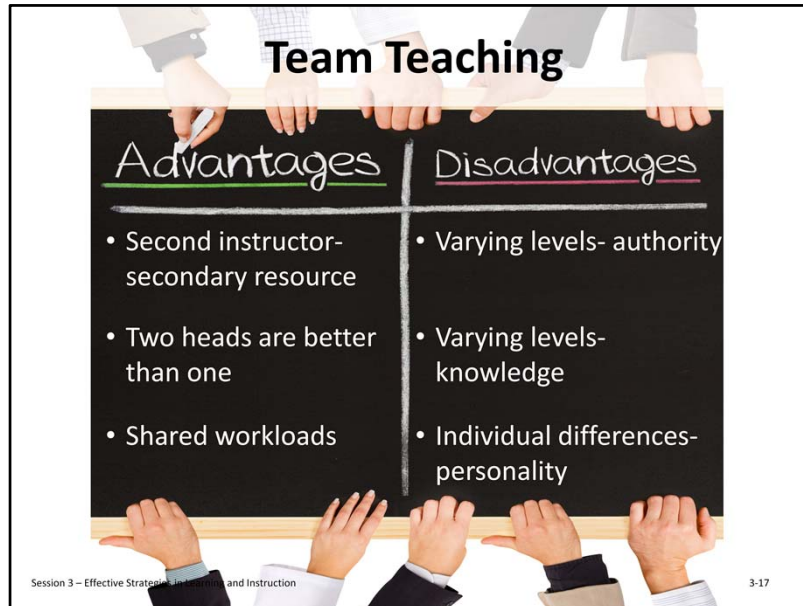 Team Teaching
Advantages
Disadvantages
• Second instructor-
secondary resource
• Two heads are better
than one
• Shared workloads
• Varying levels- authority
• Varying levels-
knowledge
• Individual differences-
personality
Session 3 – Effective Strategies in Learning and Instruction
3-17